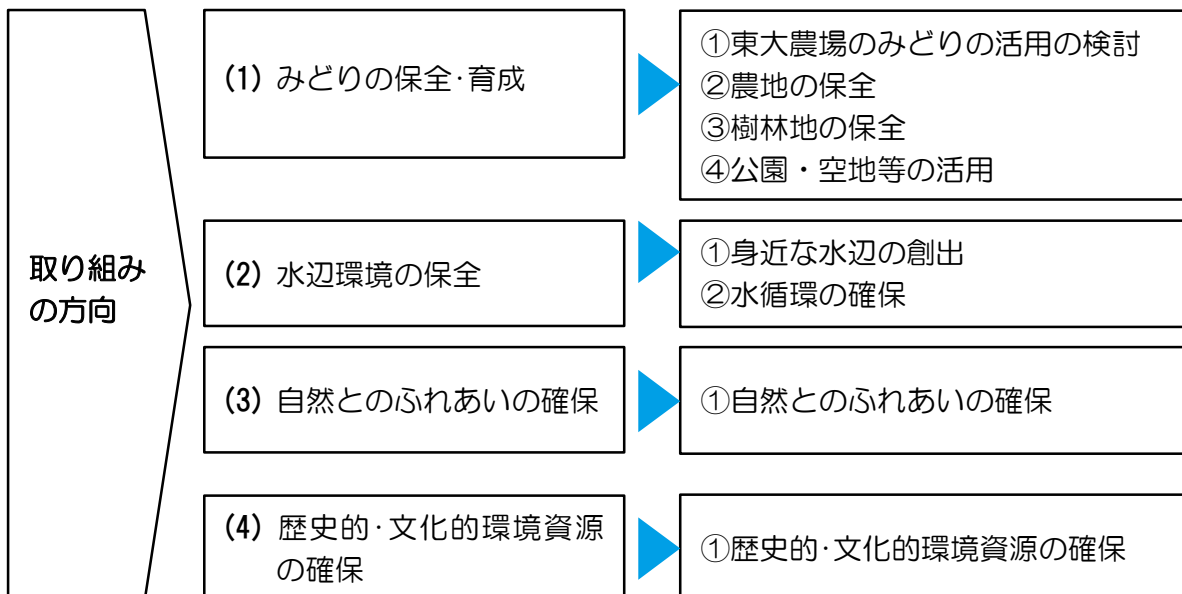 取り組み
の方向
(1) みどりの保全･育成
①東大農場のみどりの活用の検討
②農地の保全
③樹林地の保全
④公園・空地等の活用
(2) 水辺環境の保全
①身近な水辺の創出
②水循環の確保
(3) 自然とのふれあいの確保
①自然とのふれあいの確保
(4) 歴史的･文化的環境資源
の確保
①歴史的･文化的環境資源の確保